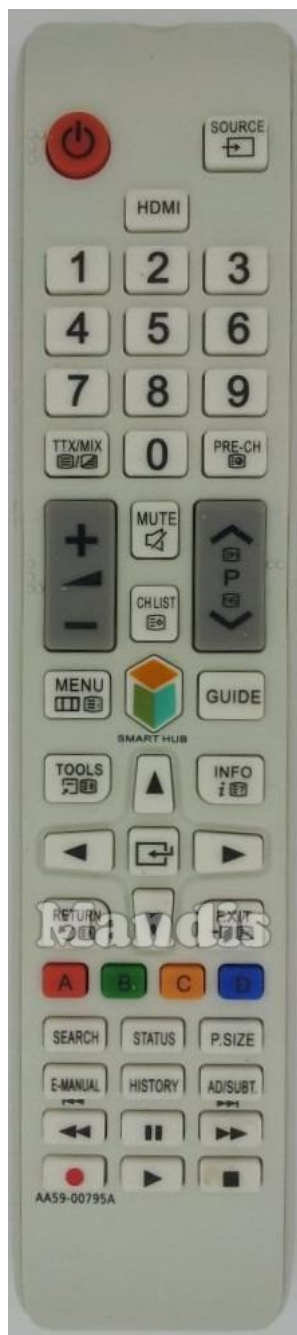 SOURCE
HDMI
1 2 3
4 5 6
7 8 9
TTX/MIX 0 PRE-CH
MUTE
P
CH LIST
MENU GUIDE
SMART HUB
TOOLS INFO
i
RETURN EXIT
Mandis
A B C D
SEARCH STATUS P.SIZE
E-MANUAL HISTORY AD/SUBT.
AA59-00795A